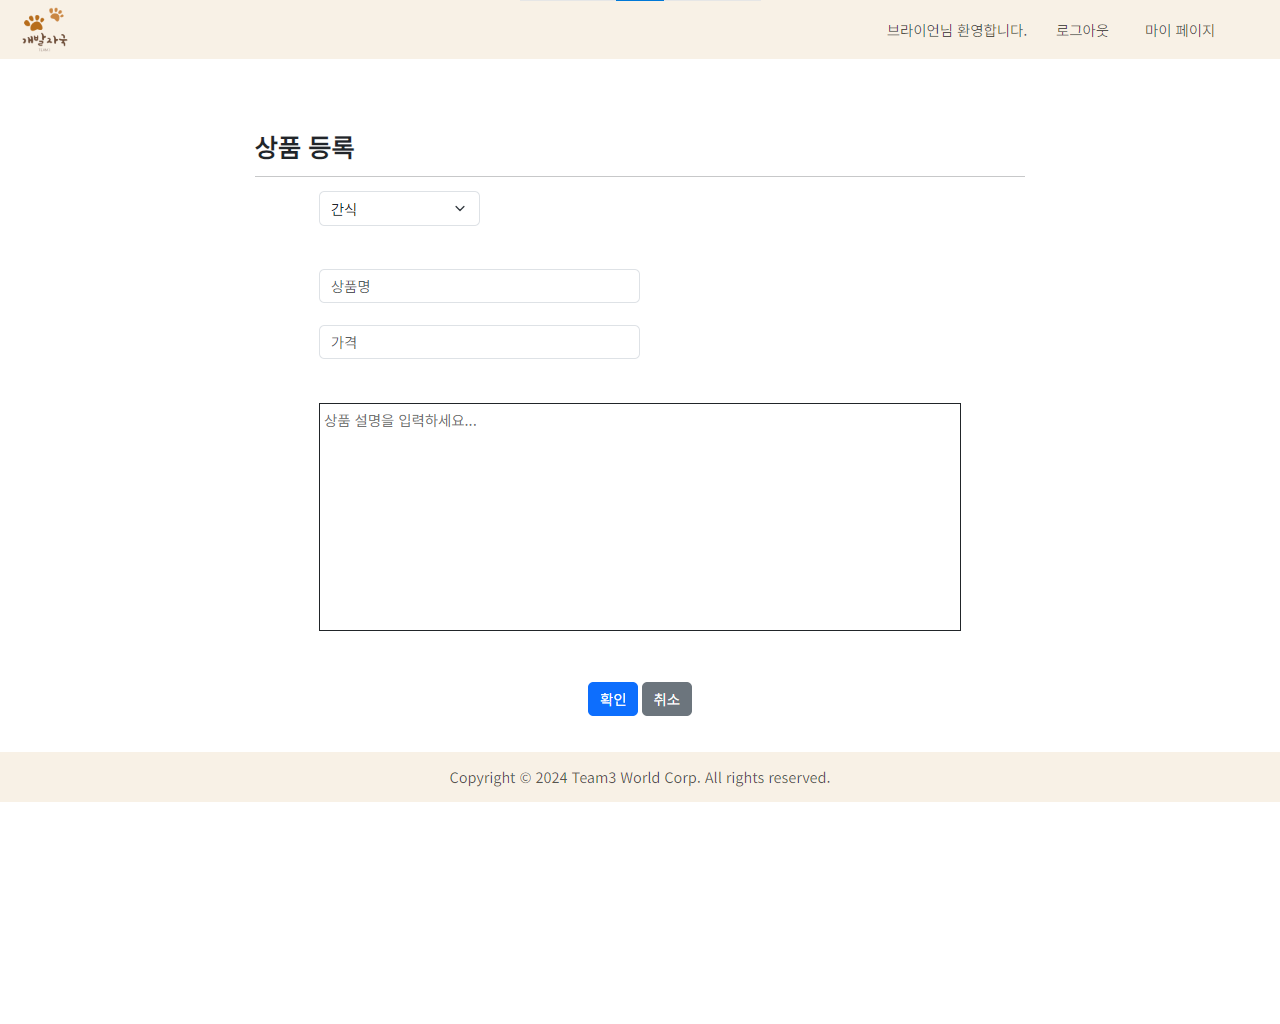 개발자국
브라이언님 환영합니다. 로그아웃 마이 페이지
상품 등록
간식
상품명
가격
상품 설명을 입력하세요...
확인 취소
Copyright © 2024 Team3 World Corp. All rights reserved.